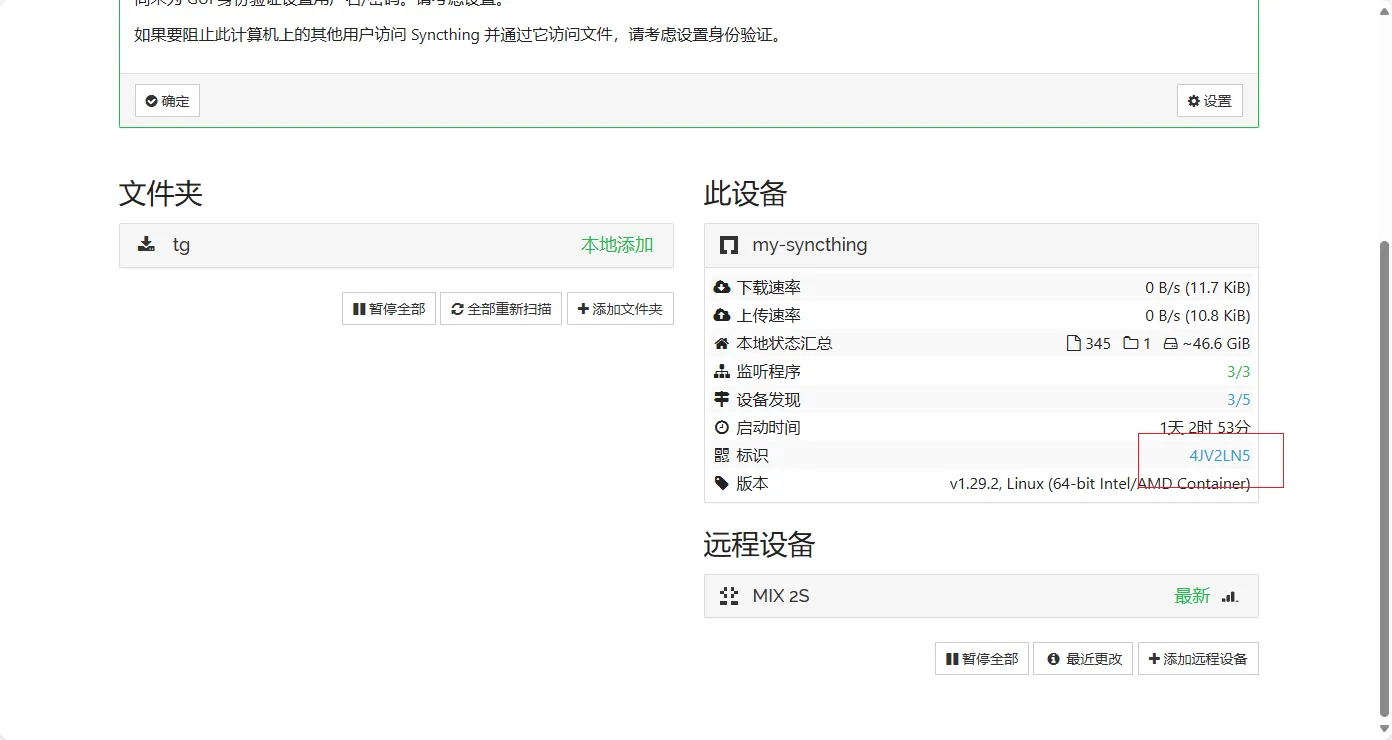 如果要阻止此计算机上的其他用户访问 Syncthing 并通过它访问文件，请考虑设置身份验证。
确定
设置
文件夹
tg 本地添加
暂停全部 全部重新扫描 添加文件夹
此设备
my-syncthing
下载速率 0 B/s (11.7 KiB)
上传速率 0 B/s (10.8 KiB)
本地状态汇总 345 1 ~46.6 GiB
监听程序 3/3
设备发现 3/5
启动时间 1天 2时 53分
标识 4JV2LN5
版本 v1.29.2, Linux (64-bit Intel/AMD Container)
远程设备
MIX 2S 最新
暂停全部 最近更改 添加远程设备